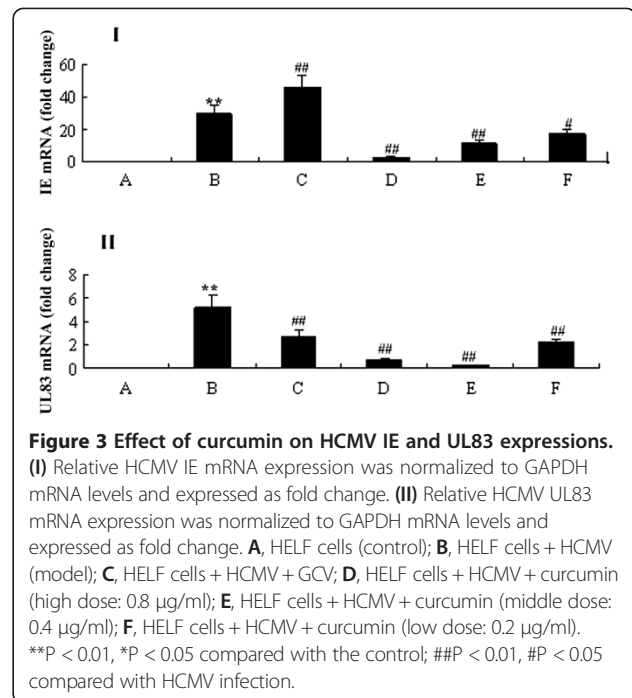 I
IE mRNA (fold change)
60
40
20
0
**
##
##
##
#
A B C D E F
II
UL83 mRNA (fold change)
8
6
4
2
0
**
##
##
##
##
A B C D E F
Figure 3 Effect of curcumin on HCMV IE and UL83 expressions.
(I) Relative HCMV IE mRNA expression was normalized to GAPDH
mRNA levels and expressed as fold change. (II) Relative HCMV UL83
mRNA expression was normalized to GAPDH mRNA levels and
expressed as fold change. A, HELF cells (control); B, HELF cells + HCMV
(model); C, HELF cells + HCMV + GCV; D, HELF cells + HCMV + curcumin
(high dose: 0.8 μg/ml); E, HELF cells + HCMV + curcumin (middle dose:
0.4 μg/ml); F, HELF cells + HCMV + curcumin (low dose: 0.2 μg/ml).
**P < 0.01, *P < 0.05 compared with the control; ##P < 0.01, #P < 0.05
compared with HCMV infection.